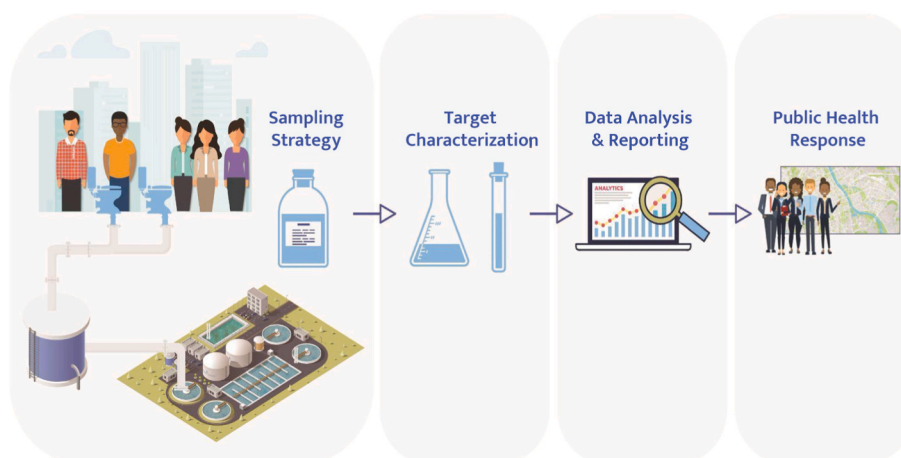 Sampling
Strategy
Target
Characterization
Data Analysis
& Reporting
Public Health
Response
ANALYTICS